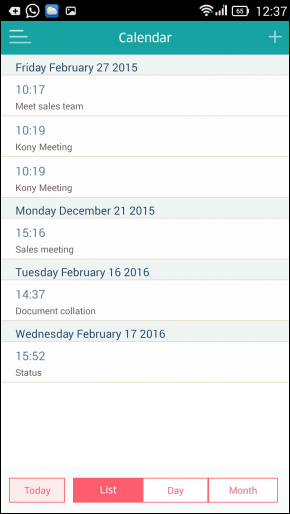 55 12:37
Calendar
Friday February 27 2015
10:17
Meet sales team
10:19
Kony Meeting
10:19
Kony Meeting
Monday December 21 2015
15:16
Sales meeting
Tuesday February 16 2016
14:37
Document collation
Wednesday February 17 2016
15:52
Status
Today List Day Month